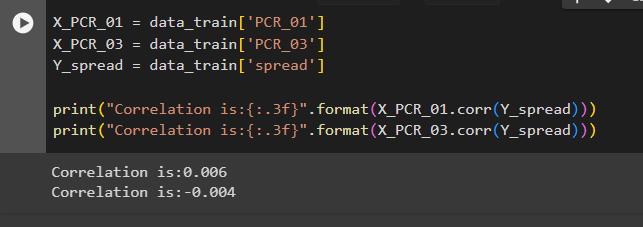 X_PCR_01 = data_train['PCR_01']
X_PCR_03 = data_train['PCR_03']
Y_spread = data_train['spread']
print("Correlation is:{:.3f}".format(X_PCR_01.corr(Y_spread)))
print("Correlation is:{:.3f}".format(X_PCR_03.corr(Y_spread)))
Correlation is:0.006
Correlation is:-0.004